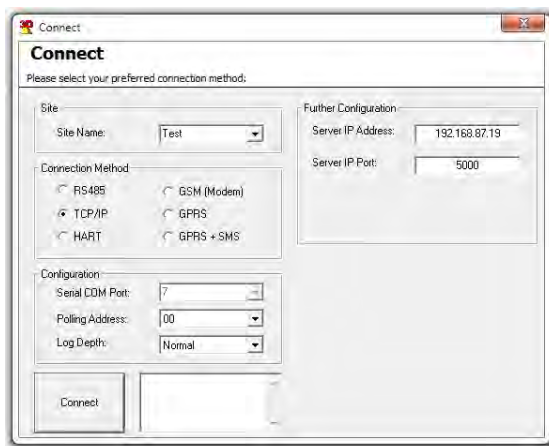 Connect
Connect
Please select your preferred connection method:
Site
Site Name: Test
Connection Method
RS485 GSM (Modem)
TCP/IP GPRS
HART GPRS + SMS
Configuration
Serial COM Port: 7
Polling Address: 00
Log Depth: Normal
Connect
Further Configuration
Server IP Address: 192.168.87.19
Server IP Port: 5000